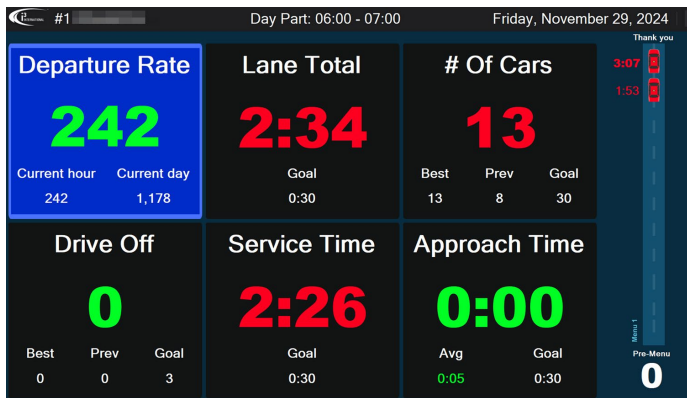 #1
Day Part: 06:00 - 07:00
Friday, November 29, 2024
Departure Rate
242
Current hour Current day
242 1,178
Lane Total
2:34
Goal
0:30
# Of Cars
13
Best Prev Goal
13 8 30
Drive Off
0
Best Prev Goal
0 0 3
Service Time
2:26
Goal
0:30
Approach Time
0:00
Avg Goal
0:05 0:30
Thank you
3:07
1:53
Menu 1
Pre-Menu
0